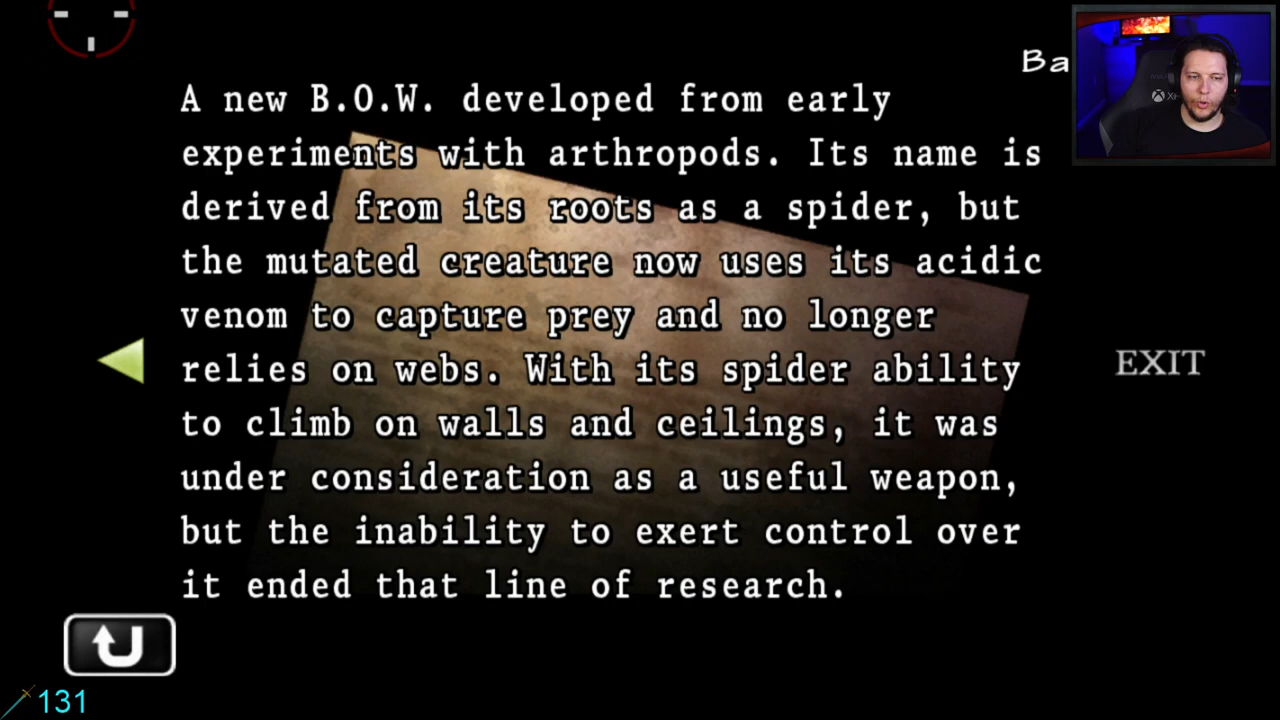 Ba
A new B.O.W. developed from early
experiments with arthropods. Its name is
derived from its roots as a spider, but
the mutated creature now uses its acidic
venom to capture prey and no longer
relies on webs. With its spider ability
to climb on walls and ceilings, it was
under consideration as a useful weapon,
but the inability to exert control over
it ended that line of research.
EXIT
131